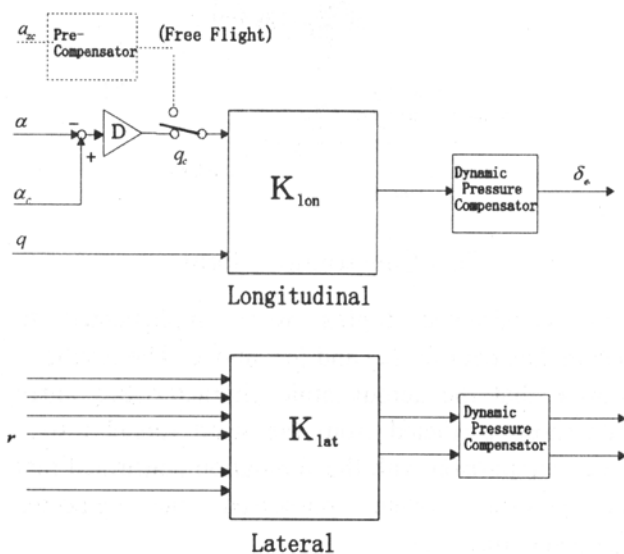 a_zc
Pre-
Compensator
(Free Flight)
α
−
D
+
q_c
α_c
K_lon
Dynamic
Pressure
Compensator
δ_e
q
Longitudinal
r
K_lat
Dynamic
Pressure
Compensator
Lateral